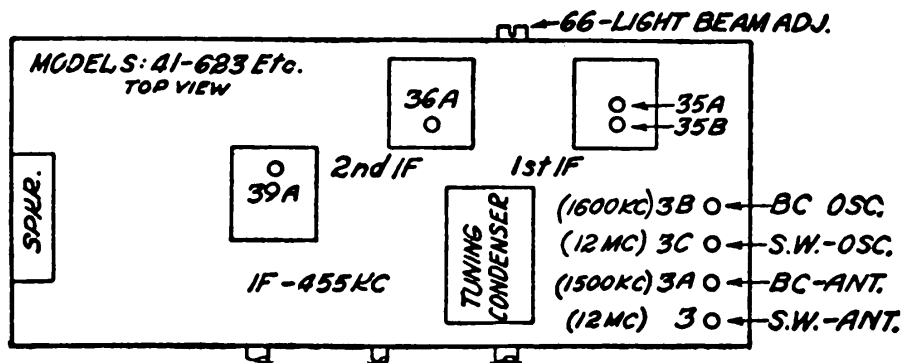 66-LIGHT BEAM ADJ.
MODELS: 41-623 Etc.
TOP VIEW
36A
35A
35B
2nd IF
1st IF
39A
SPKR.
TUNING
CONDENSER
IF-455KC
(1600KC) 3B
BC OSC.
(12MC) 3C
S.W.-OSC.
(1500KC) 3A
BC-ANT.
(12MC) 3
S.W.-ANT.